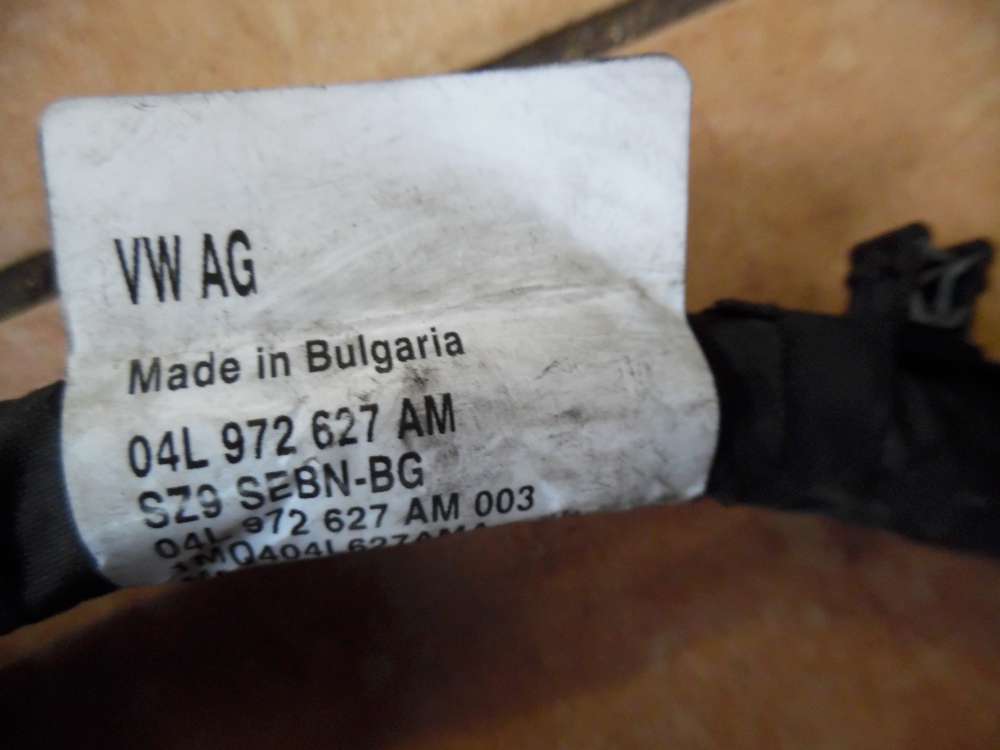 VW AG
Made in Bulgaria
04L 972 627 AM
SZ9 SEBN-BG
04L 972 627 AM 003